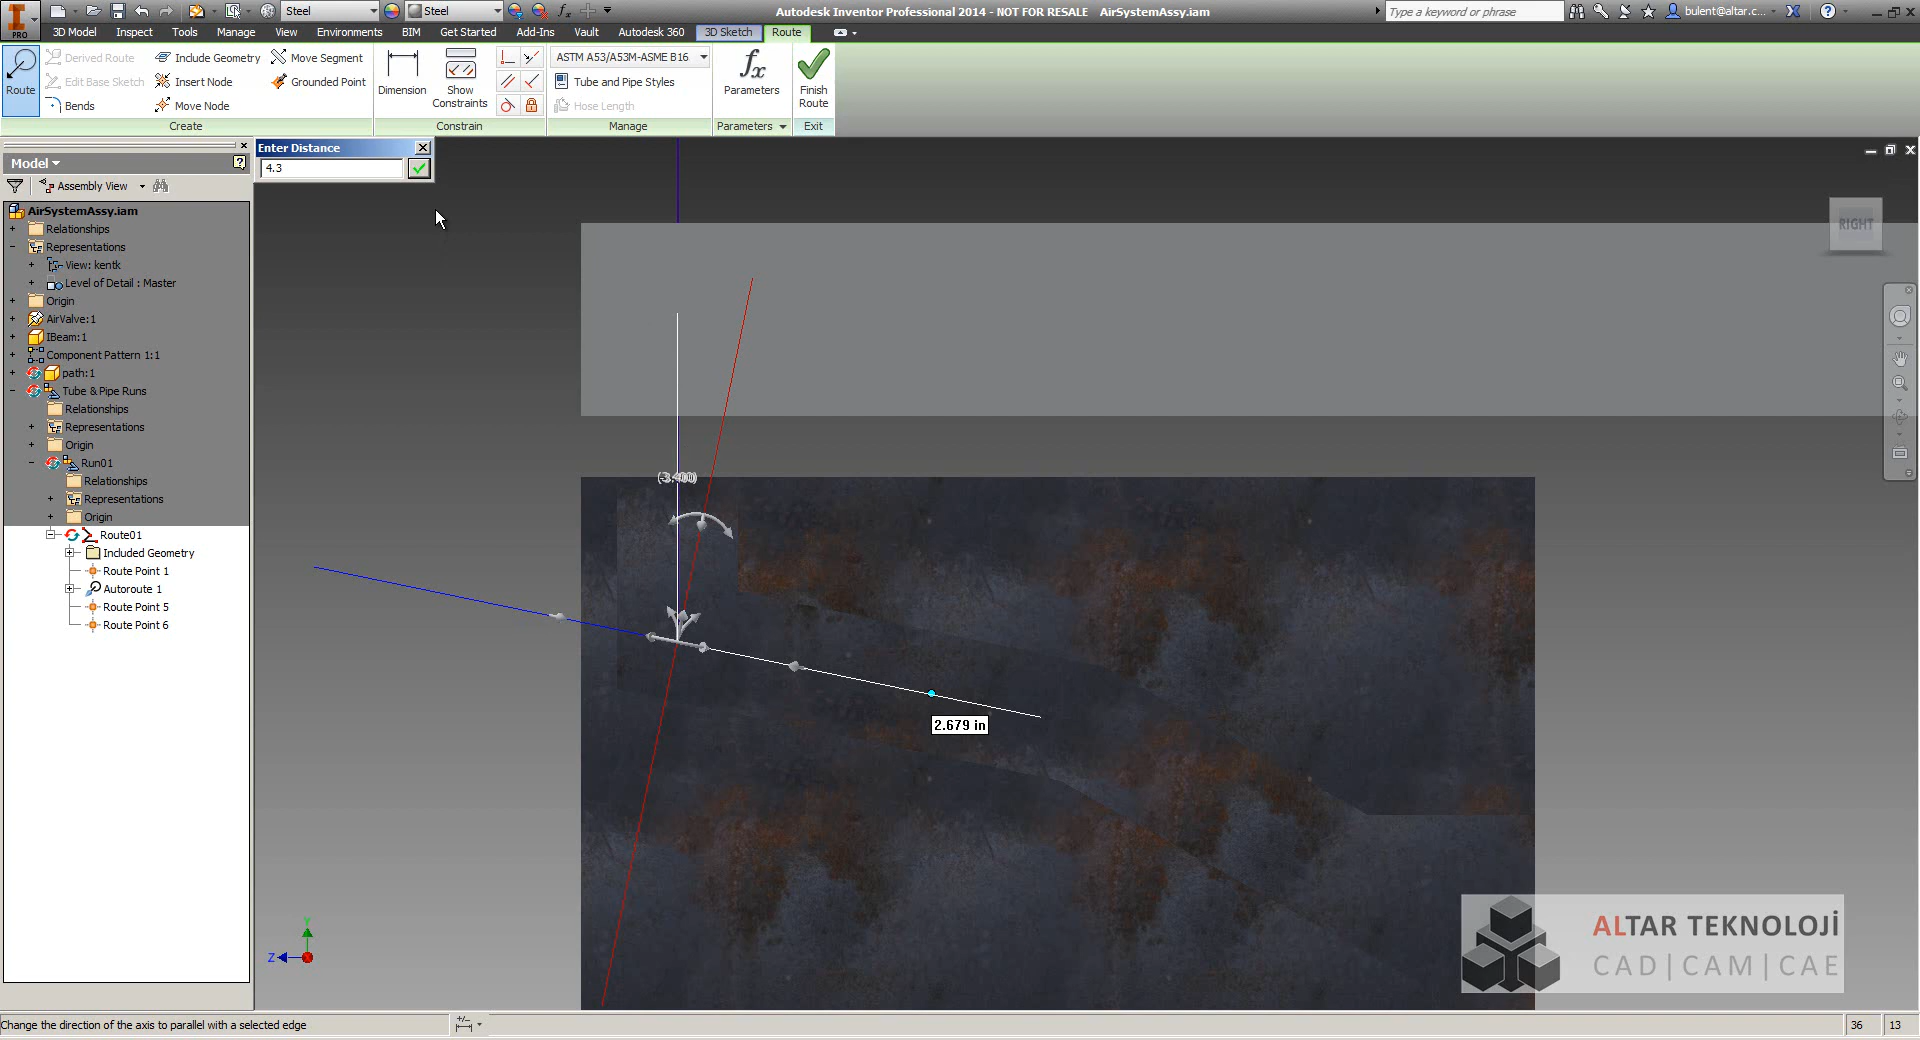 PRO
Steel
Steel
Autodesk Inventor Professional 2014 - NOT FOR RESALE   AirSystemAssy.iam
Type a keyword or phrase
bulent@altar.c...
3D Model
Inspect
Tools
Manage
View
Environments
BIM
Get Started
Add-Ins
Vault
Autodesk 360
3D Sketch
Route
Route
Derived Route
Edit Base Sketch
Bends
Include Geometry
Insert Node
Move Node
Move Segment
Grounded Point
Create
Dimension
Show
Constraints
Constrain
ASTM A53/A53M-ASME B16
Tube and Pipe Styles
Hose Length
Manage
fx
Parameters
Parameters
Finish
Route
Exit
Enter Distance
4.3
Model
Assembly View
AirSystemAssy.iam
Relationships
Representations
View: kentk
Level of Detail : Master
Origin
AirValve:1
IBeam:1
Component Pattern 1:1
path:1
Tube & Pipe Runs
Relationships
Representations
Origin
Run01
Relationships
Representations
Origin
Route01
Included Geometry
Route Point 1
Autoroute 1
Route Point 5
Route Point 6
RIGHT
(-3.400)
2.679 in
Y
Z
ALTAR TEKNOLOJİ
CAD|CAM|CAE
Change the direction of the axis to parallel with a selected edge
36
13